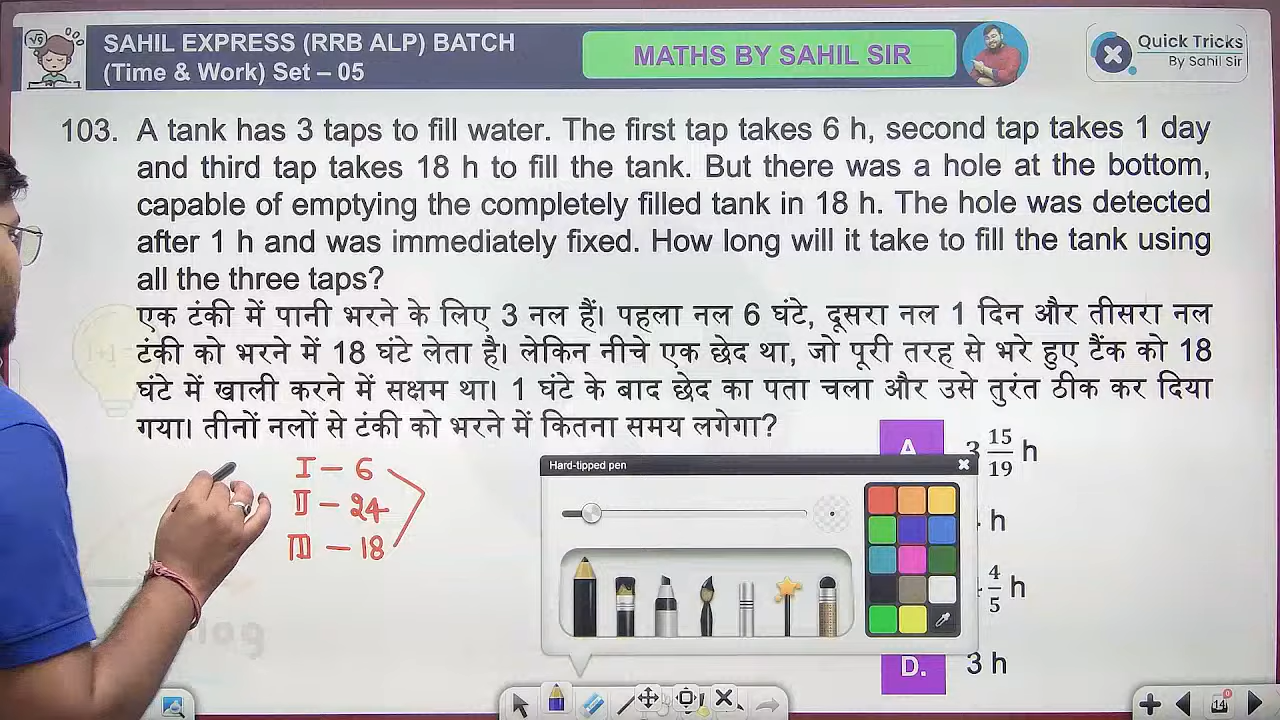 SAHIL EXPRESS (RRB ALP) BATCH
(Time & Work) Set – 05
MATHS BY SAHIL SIR
Quick Tricks
By Sahil Sir
103. A tank has 3 taps to fill water. The first tap takes 6 h, second tap takes 1 day
and third tap takes 18 h to fill the tank. But there was a hole at the bottom,
capable of emptying the completely filled tank in 18 h. The hole was detected
after 1 h and was immediately fixed. How long will it take to fill the tank using
all the three taps?
एक टंकी में पानी भरने के लिए 3 नल हैं। पहला नल 6 घंटे, दूसरा नल 1 दिन और तीसरा नल
टंकी को भरने में 18 घंटे लेता है। लेकिन नीचे एक छेद था, जो पूरी तरह से भरे हुए टैंक को 18
घंटे में खाली करने में सक्षम था। 1 घंटे के बाद छेद का पता चला और उसे तुरंत ठीक कर दिया
गया। तीनों नलों से टंकी को भरने में कितना समय लगेगा?
A. 3 15/19 h
I – 6
Hard-tipped pen
II – 24
h
III – 18
4/5 h
D. 3 h
14